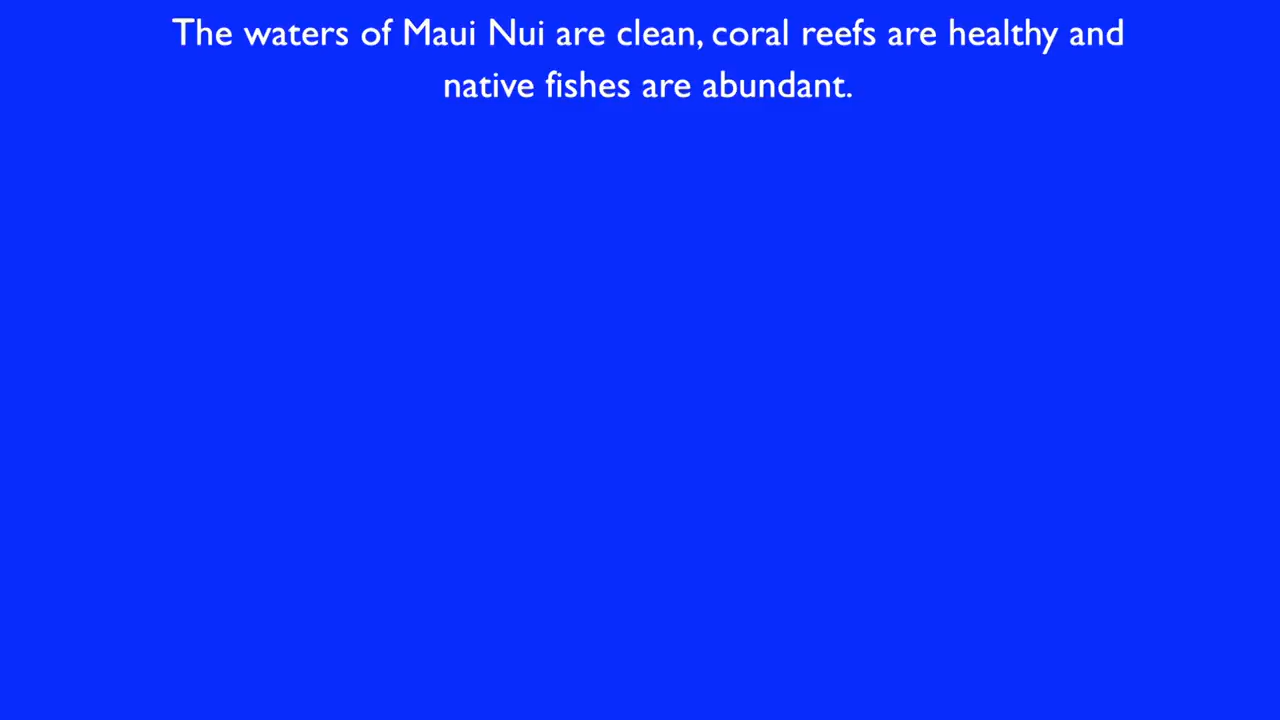 The waters of Maui Nui are clean, coral reefs are healthy and
native fishes are abundant.